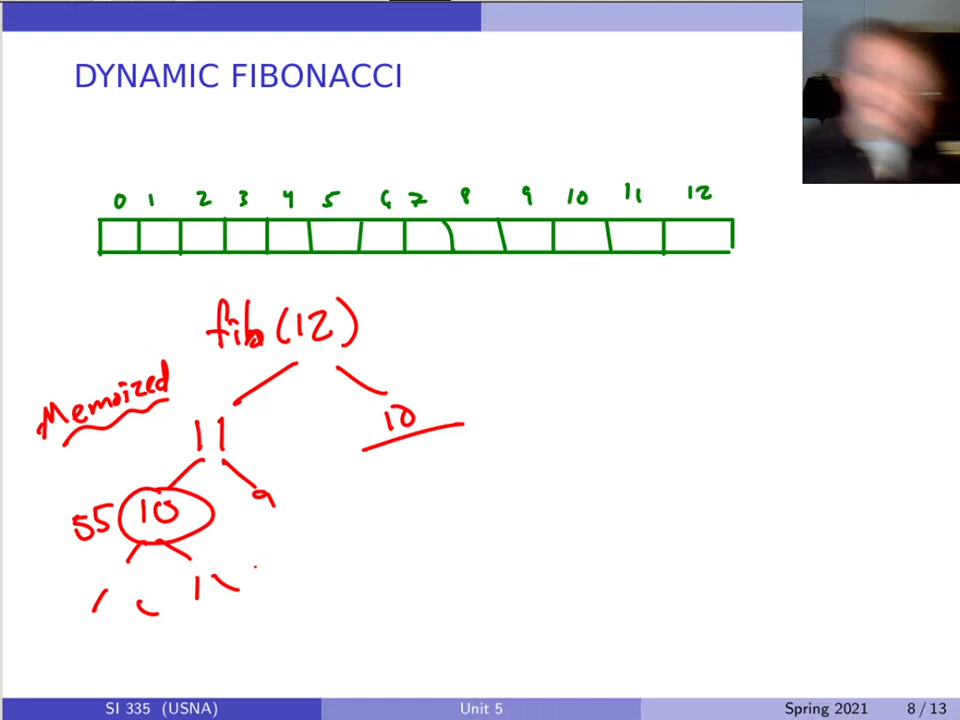 DYNAMIC FIBONACCI
0 1 2 3 4 5 6 7 8 9 10 11 12
fib(12)
Memoized
11 10
55 10 9
SI 335 (USNA) Unit 5 Spring 2021 8 / 13